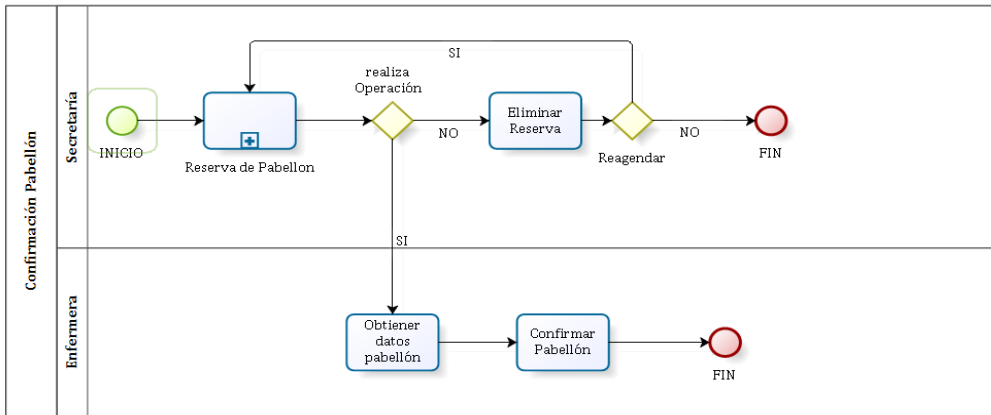 Confirmación Pabellón
Secretaría
INICIO
Reserva de Pabellon
realiza
Operación
SI
NO
Eliminar
Reserva
Reagendar
NO
FIN
SI
Enfermera
Obtiener
datos
pabellón
Confirmar
Pabellón
FIN